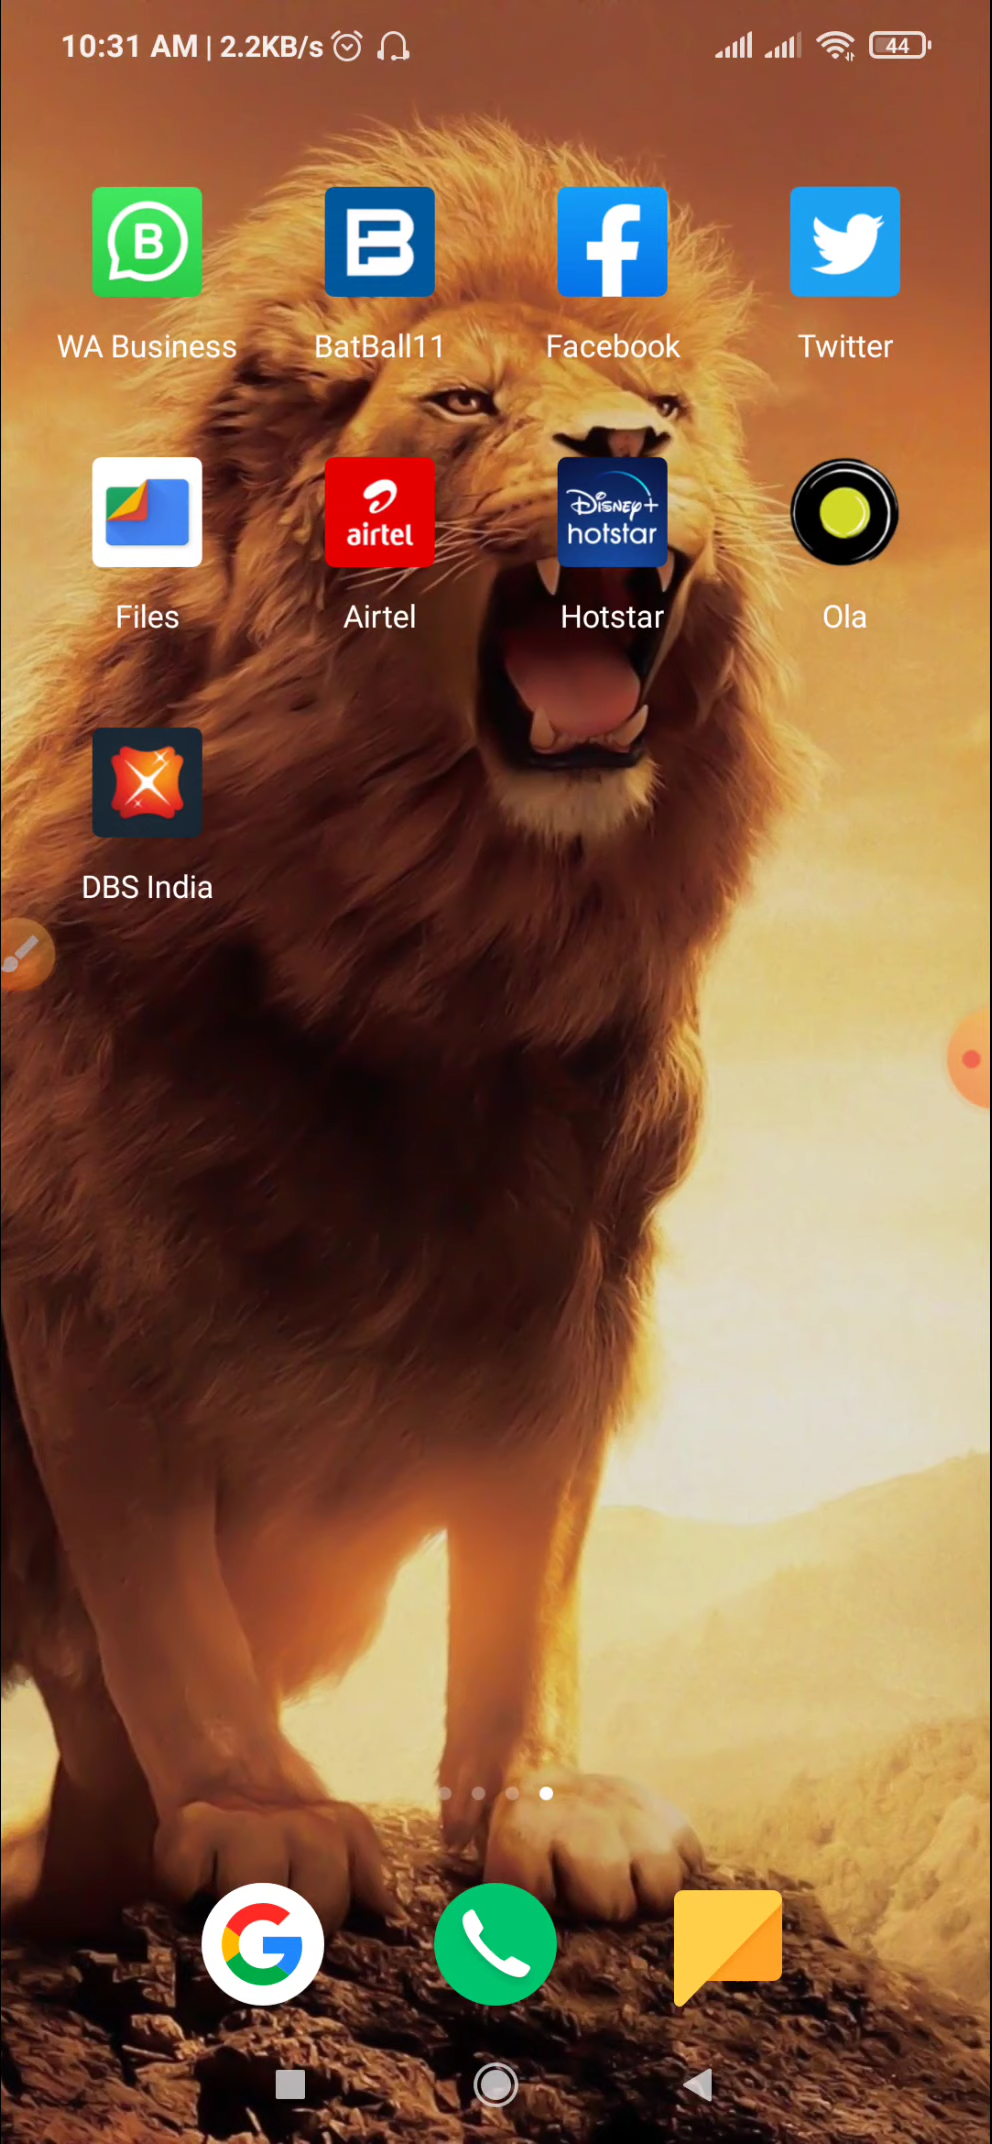 10:31 AM | 2.2KB/s 44
B
WA Business BatBall11 Facebook Twitter
airtel Disney+ hotstar
Files Airtel Hotstar Ola
DBS India